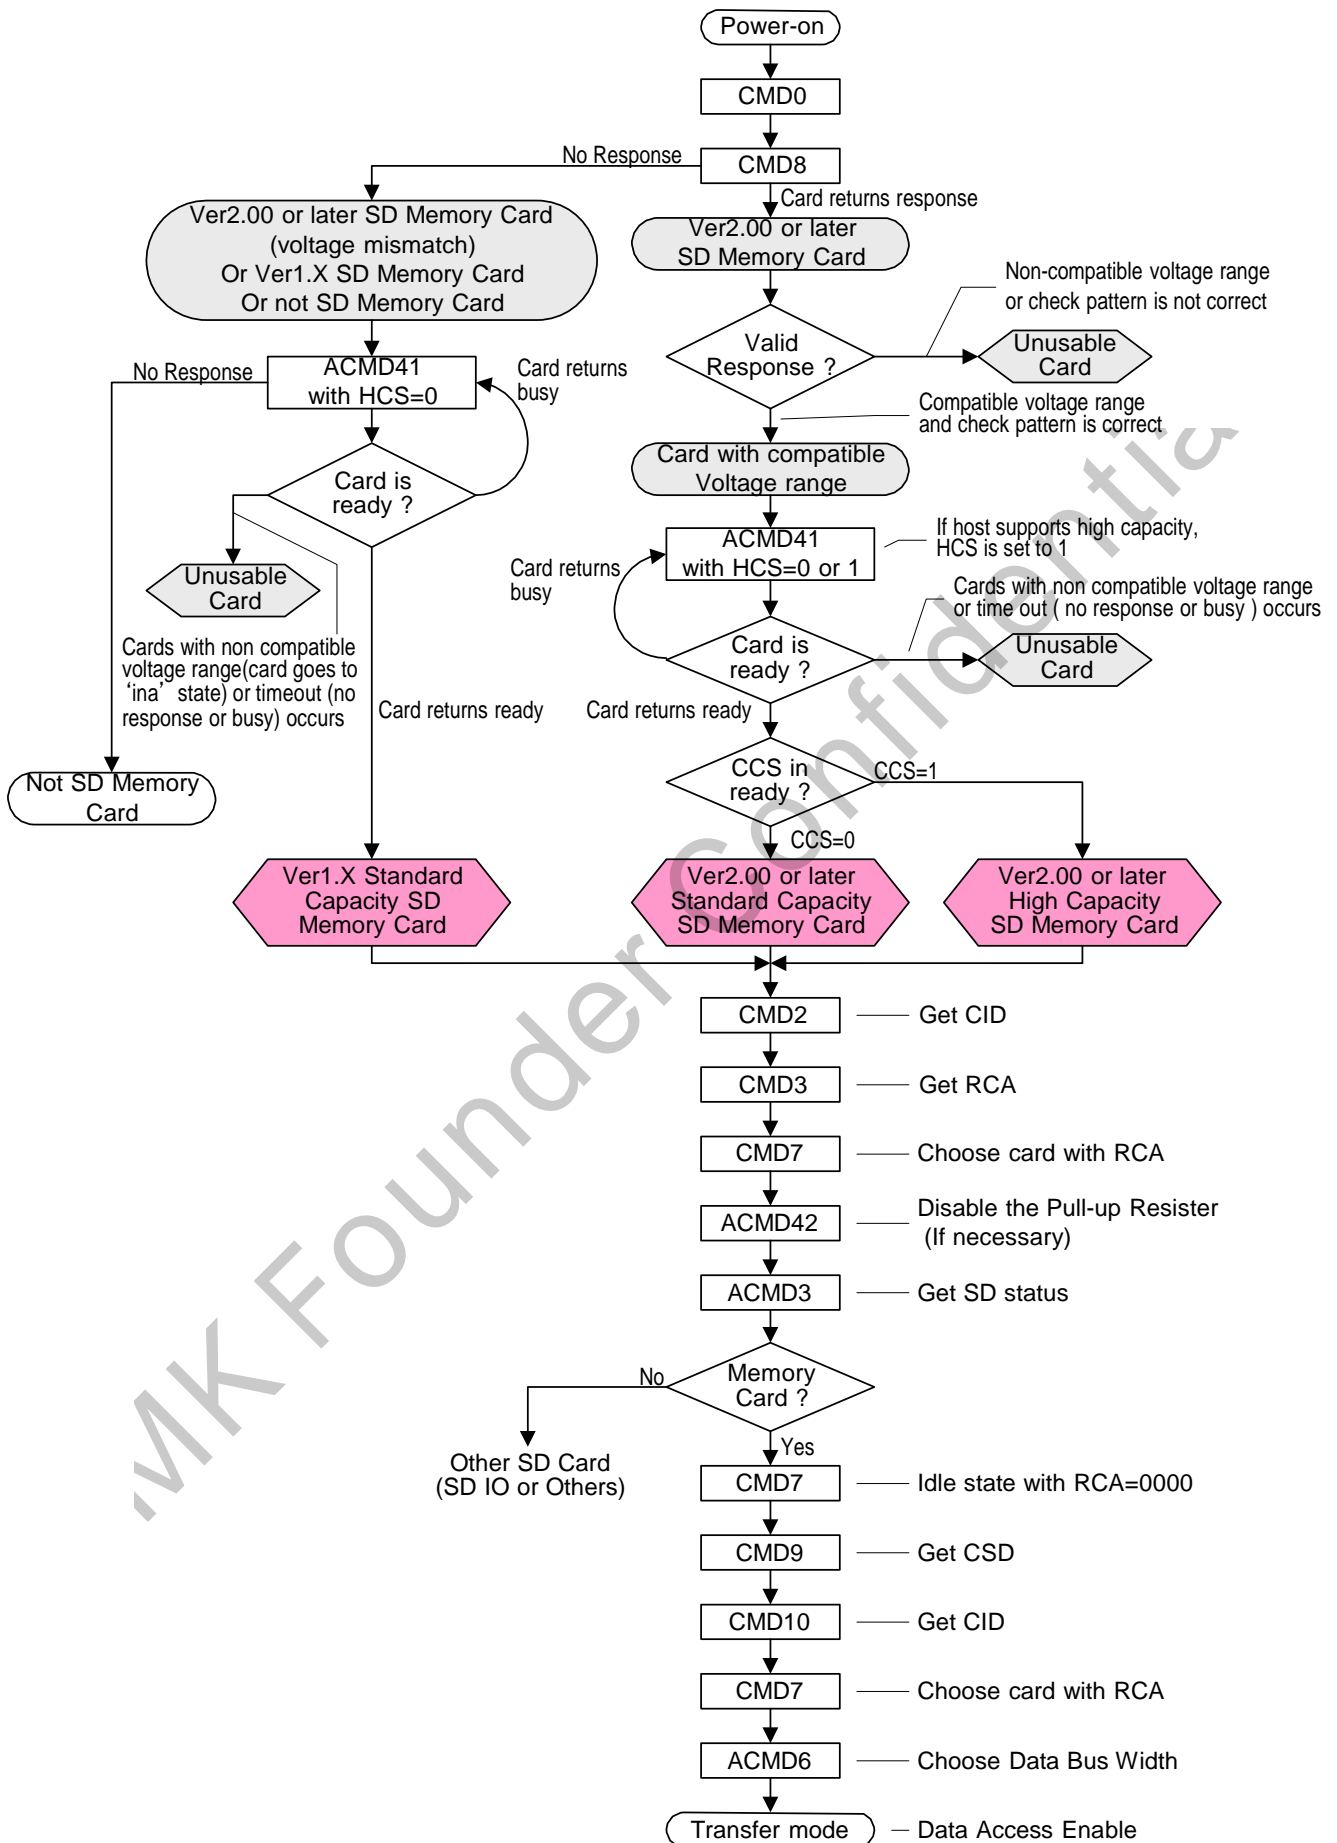 Power-on
CMD0
No Response
CMD8
Card returns response
Ver2.00 or later SD Memory Card
(voltage mismatch)
Or Ver1.X SD Memory Card
Or not SD Memory Card
Ver2.00 or later
SD Memory Card
Non-compatible voltage range
or check pattern is not correct
Valid
Response ?
Unusable
Card
No Response
ACMD41
with HCS=0
Card returns
busy
Compatible voltage range
and check pattern is correct
Card is
ready ?
Card with compatible
Voltage range
ACMD41
with HCS=0 or 1
If host supports high capacity,
HCS is set to 1
Unusable
Card
Card returns
busy
Cards with non compatible voltage range
or time out ( no response or busy ) occurs
Cards with non compatible
voltage range(card goes to
‘ina’ state) or timeout (no
response or busy) occurs
Card is
ready ?
Unusable
Card
Card returns ready
Card returns ready
Not SD Memory
Card
CCS in
ready ?
CCS=1
CCS=0
Ver1.X Standard
Capacity SD
Memory Card
Ver2.00 or later
Standard Capacity
SD Memory Card
Ver2.00 or later
High Capacity
SD Memory Card
CMD2
Get CID
CMD3
Get RCA
CMD7
Choose card with RCA
ACMD42
Disable the Pull-up Resister
(If necessary)
ACMD3
Get SD status
Memory
Card ?
No
Yes
Other SD Card
(SD IO or Others)
CMD7
Idle state with RCA=0000
CMD9
Get CSD
CMD10
Get CID
CMD7
Choose card with RCA
ACMD6
Choose Data Bus Width
Transfer mode
Data Access Enable
MK Founder Confidentia